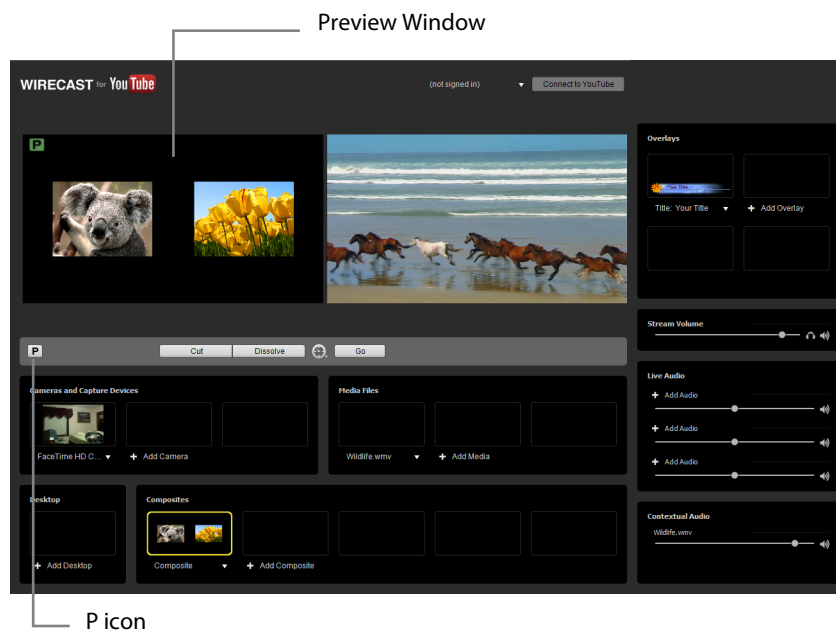 Preview Window
WIRECAST for YouTube
(not signed in)
Connect to YouTube
P
Overlays
Your Title
Title: Your Title
Add Overlay
Stream Volume
P
Cut
Dissolve
Go
Live Audio
Add Audio
Add Audio
Add Audio
Cameras and Capture Devices
FaceTime HD C...
Add Camera
Media Files
Wildlife.wmv
Add Media
Desktop
Add Desktop
Composites
Composite
Add Composite
Contextual Audio
Wildlife.wmv
P icon